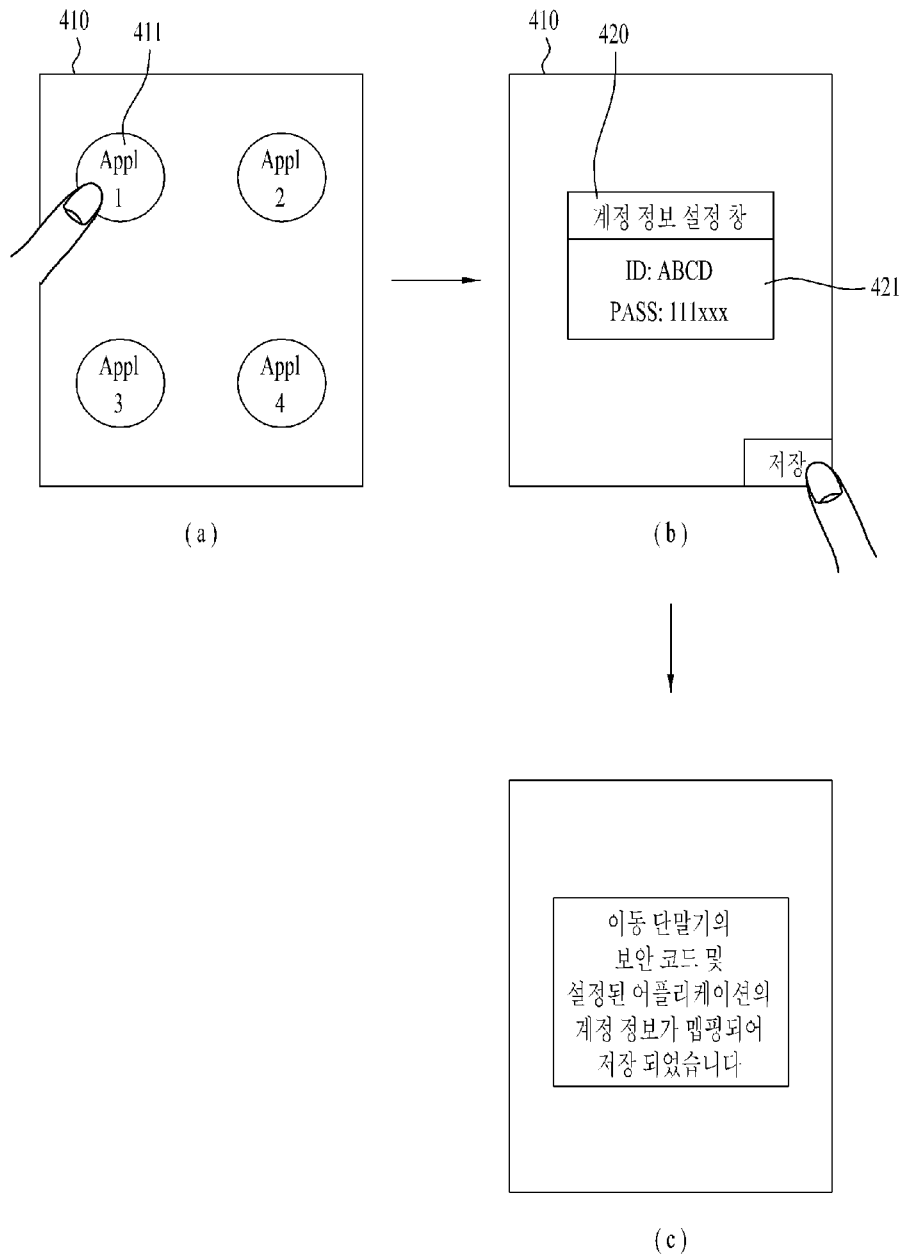 410
411
Appl
1
Appl
2
Appl
3
Appl
4
(a)
410
420
계정 정보 설정 창
ID: ABCD
PASS: 111xxx
421
저장
(b)
이동 단말기의
보안 코드 및
설정된 어플리케이션의
계정 정보가 멥핑되어
저장 되었습니다
(c)